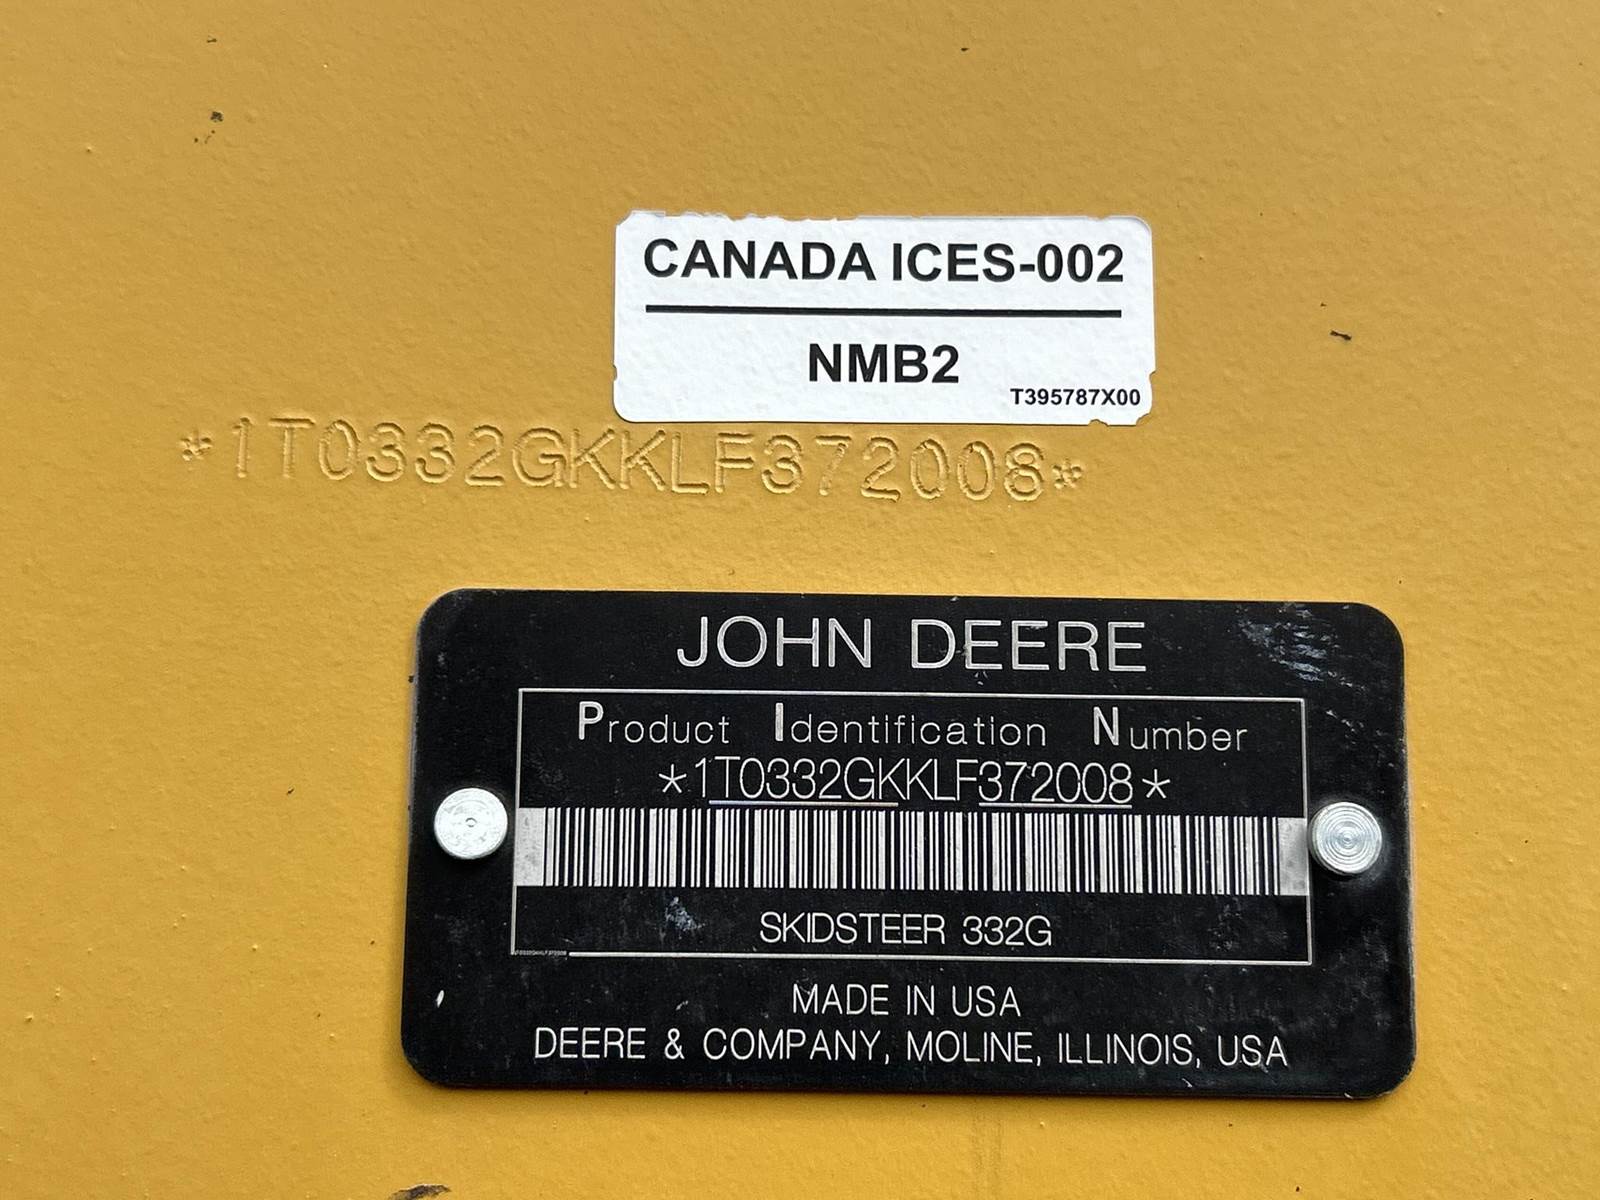 CANADA ICES-002
NMB2
T395787X00
*1T0332GKKLF372008*
JOHN DEERE
Product Identification Number
*1T0332GKKLF372008*
SKIDSTEER 332G
MADE IN USA
DEERE & COMPANY, MOLINE, ILLINOIS, USA